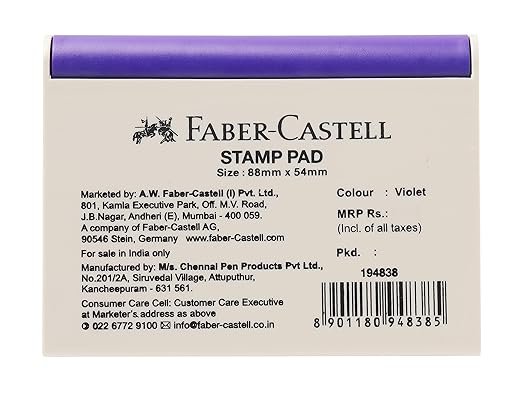 FABER-CASTELL
STAMP PAD
Size : 88mm x 54mm
Marketed by: A.W. Faber-Castell (I) Pvt. Ltd.,
801, Kamla Executive Park, Off. M.V. Road,
J.B.Nagar, Andheri (E), Mumbai - 400 059.
A company of Faber-Castell AG,
90546 Stein, Germany www.faber-castell.com
For sale in India only
Manufactured by: M/s. Chennai Pen Products Pvt Ltd.,
No.201/2A, Siruvedal Village, Attuputhur,
Kancheepuram - 631 561.
Consumer Care Cell: Customer Care Executive
at Marketer's address as above
022 6772 9100 info@faber-castell.co.in
Colour : Violet
MRP Rs.:
(Incl. of all taxes)
Pkd. :
194838
8 901180 948385